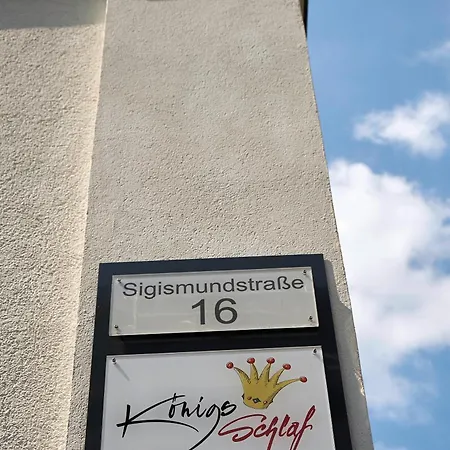 Sigismundstraße
16
Königs
Schlaf